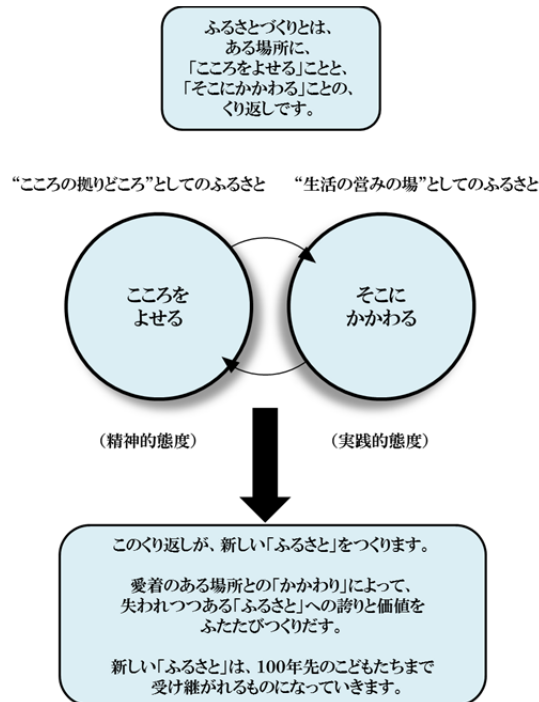 ふるさとづくりとは、
ある場所に、
「こころをよせる」ことと、
「そこにかかわる」ことの、
くり返しです。
“こころの拠りどころ”としてのふるさと
“生活の営みの場”としてのふるさと
こころを
よせる
そこに
かかわる
（精神的態度）
（実践的態度）
このくり返しが、新しい「ふるさと」をつくります。
愛着のある場所との「かかわり」によって、
失われつつある「ふるさと」への誇りと価値を
ふたたびつくりだす。
新しい「ふるさと」は、100年先のこどもたちまで
受け継がれるものになっていきます。